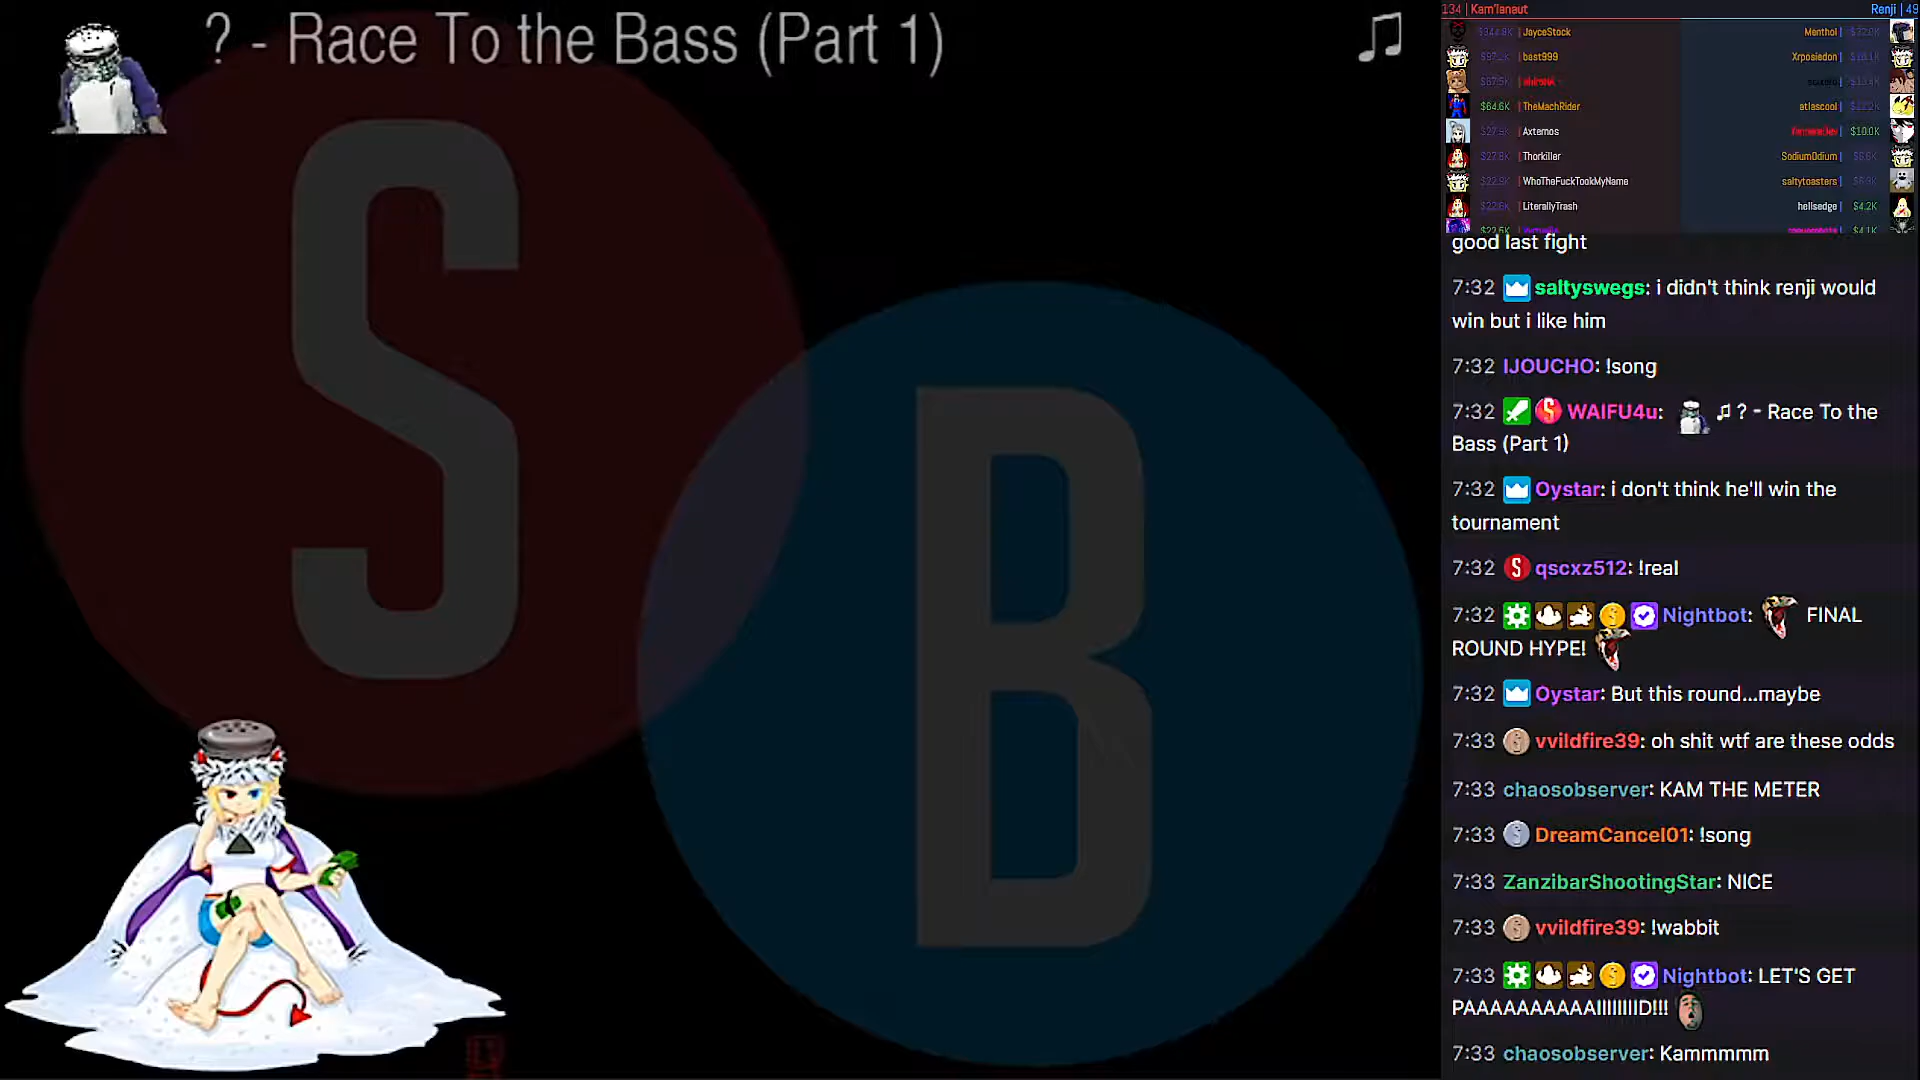 ? - Race To the Bass (Part 1)
S
B
134 | Kam'lanaut
Renji | 49
JayceStock
Menthol
bast999
Xrposiedon
$64.6K | TheMachRider
atlascool
Axtemos
$10.0K
Thorkiller
SodiumOdium
WhoTheFuckTookMyName
saltytoasters
LiterallyTrash
hellsedge | $4.2K
good last fight
7:32 saltyswegs: i didn't think renji would
win but i like him
7:32 IJOUCHO: !song
7:32 WAIFU4u: ♫ ? - Race To the
Bass (Part 1)
7:32 Oystar: i don't think he'll win the
tournament
7:32 qscxz512: !real
7:32 Nightbot: FINAL
ROUND HYPE!
7:32 Oystar: But this round...maybe
7:33 vvildfire39: oh shit wtf are these odds
7:33 chaosobserver: KAM THE METER
7:33 DreamCancel01: !song
7:33 ZanzibarShootingStar: NICE
7:33 vvildfire39: !wabbit
7:33 Nightbot: LET'S GET
PAAAAAAAAAAIIIIIIIID!!!
7:33 chaosobserver: Kammmmm